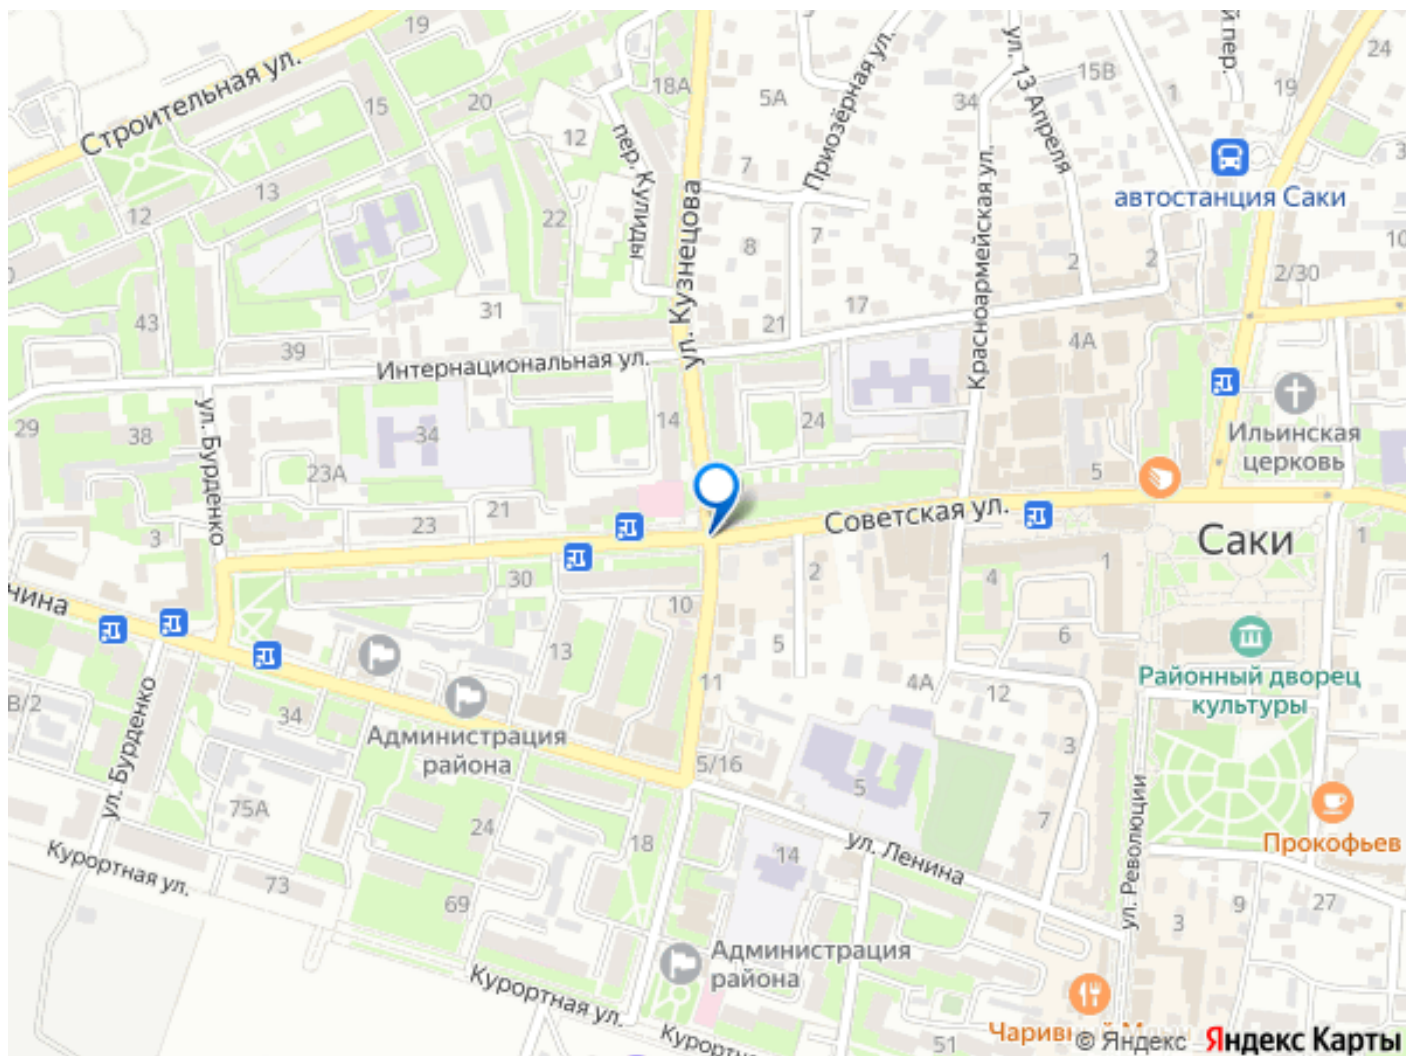 19
Строительная ул.
15
20
18А
5А
Приозёрная ул.
34
ул. 13 Апреля
15В
1
й пер.
24
19
12
пер. Кулиды
7
автостанция Саки
13
12
22
ул. Кузнецова
8
7
Красноармейская ул.
2
2
10
2/30
31
17
21
43
39
Интернациональная ул.
4А
29
38
ул. Бурденко
34
14
24
Ильинская
церковь
23А
5
21
23
3
Советская ул.
Саки
1
нина
30
10
2
4
1
13
5
6
Районный дворец
культуры
В/2
ул. Бурденко
34
11
4А
12
Администрация
района
5/16
3
75А
24
18
5
7
ул. Революции
Прокофьев
Курортная ул.
73
69
14
ул. Ленина
9
27
3
Администрация
района
Курортная ул.
Курортная
51
© Яндекс
Яндекс Карты